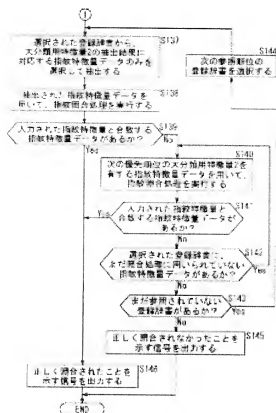 1
S137
選択された登録辞書から、
大分類用特徴量2の抽出結果に
対応する指紋特徴量データのみを
選択して抽出する
S144
次の参照順位の
登録辞書を選択する
S138
抽出された指紋特徴量データを
用いて、指紋照合処理を実行する
S139
入力された指紋特徴量と合致する
指紋特徴量データがあるか?
Yes
No
S140
次の優先順位の大分類用特徴量2を
有する指紋特徴量データを用いて、
指紋照合処理を実行する
S141
入力された指紋特徴量と
合致する指紋特徴量データが
あるか?
Yes
No
S142
選択された登録辞書に、
まだ照合処理に用いられていない
指紋特徴量データがあるか?
Yes
No
S143
まだ参照されていない
登録辞書があるか?
Yes
No
S145
正しく照合されなかったことを
示す信号を出力する
S146
正しく照合されたことを
示す信号を出力する
END